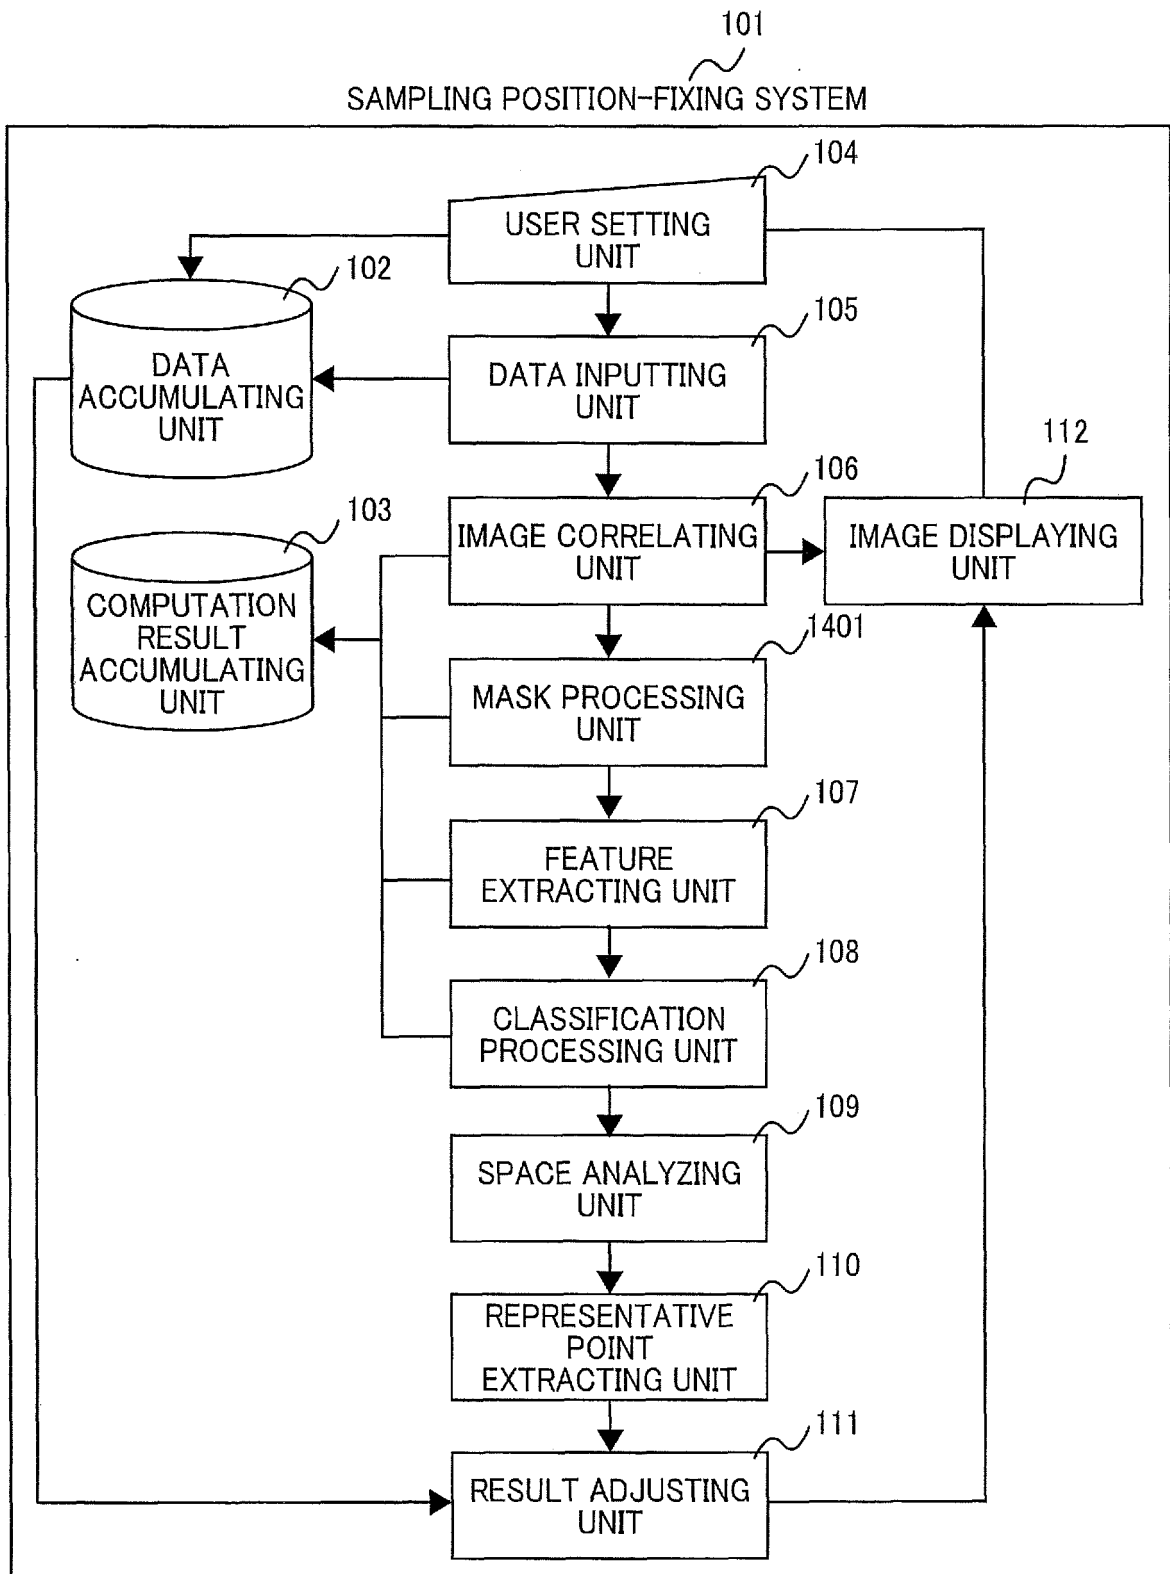 101
SAMPLING POSITION-FIXING SYSTEM
104
USER SETTING
UNIT
102
DATA
ACCUMULATING
UNIT
105
DATA INPUTTING
UNIT
112
IMAGE DISPLAYING
UNIT
106
IMAGE CORRELATING
UNIT
103
COMPUTATION
RESULT
ACCUMULATING
UNIT
1401
MASK PROCESSING
UNIT
107
FEATURE
EXTRACTING UNIT
108
CLASSIFICATION
PROCESSING UNIT
109
SPACE ANALYZING
UNIT
110
REPRESENTATIVE
POINT
EXTRACTING UNIT
111
RESULT ADJUSTING
UNIT